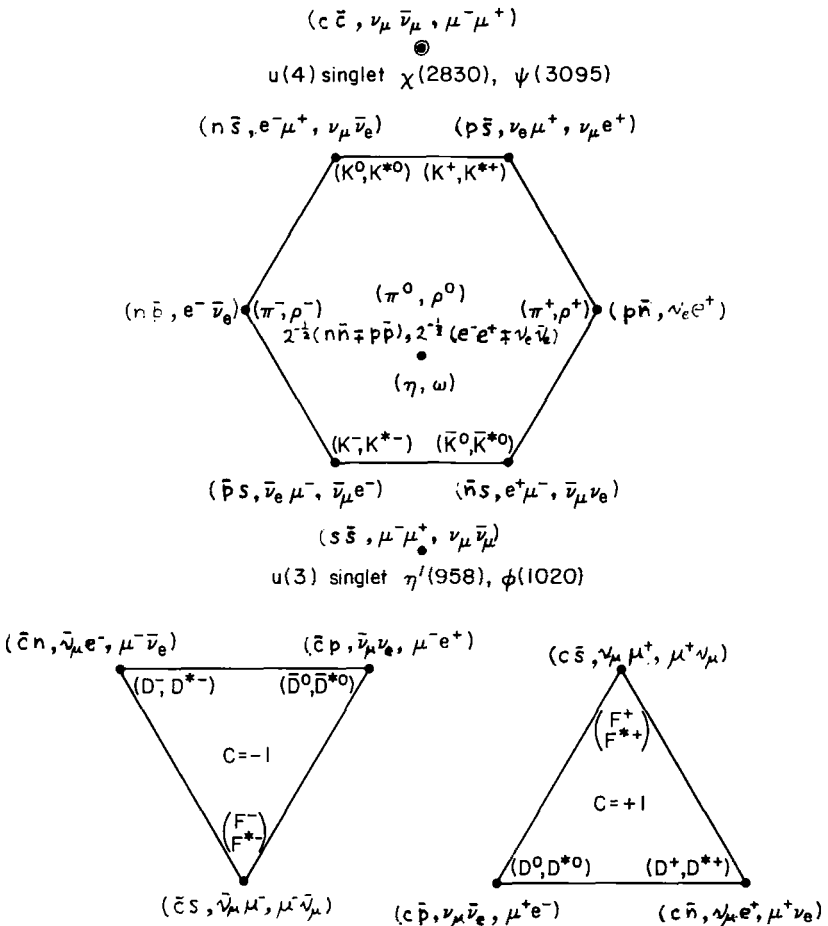 (c c̄, ν_μ ν̄_μ, μ⁻μ⁺)
u(4) singlet χ(2830), ψ(3095)
(n s̄, e⁻μ⁺, ν_μ ν̄_e) (p s̄, ν_e μ⁺, ν_μ e⁺)
(K⁰, K*⁰) (K⁺, K*⁺)
(π⁰, ρ⁰)
(n p̄, e⁻ ν̄_e) (π⁻, ρ⁻) (π⁺, ρ⁺) (p n̄, ν_e e⁺)
2^{-1/2}(n n̄ ∓ p p̄), 2^{-1/2}(e⁻e⁺ ∓ ν_e ν̄_e)
(η, ω)
(K⁻, K*⁻) (K̄⁰, K̄*⁰)
(p̄ s, ν̄_e μ⁻, ν̄_μ e⁻) (n̄ s, e⁺μ⁻, ν̄_μ ν_e)
(s s̄, μ⁻μ⁺, ν_μ ν̄_μ)
u(3) singlet η′(958), φ(1020)
(c̄ n, ν̄_μ e⁻, μ⁻ ν̄_e) (c̄ p, ν̄_μ ν_e, μ⁻e⁺)
(D⁻, D*⁻) (D̄⁰, D̄*⁰)
C=-1
(F⁻
F*⁻)
(c̄ s, ν̄_μ μ⁻, μ⁻ ν̄_μ)
(c s̄, ν_μ μ⁺, μ⁺ν_μ)
(F⁺
F*⁺)
C=+1
(D⁰, D*⁰) (D⁺, D*⁺)
(c p̄, ν_μ ν̄_e, μ⁺e⁻) (c n̄, ν_μ e⁺, μ⁺ν_e)